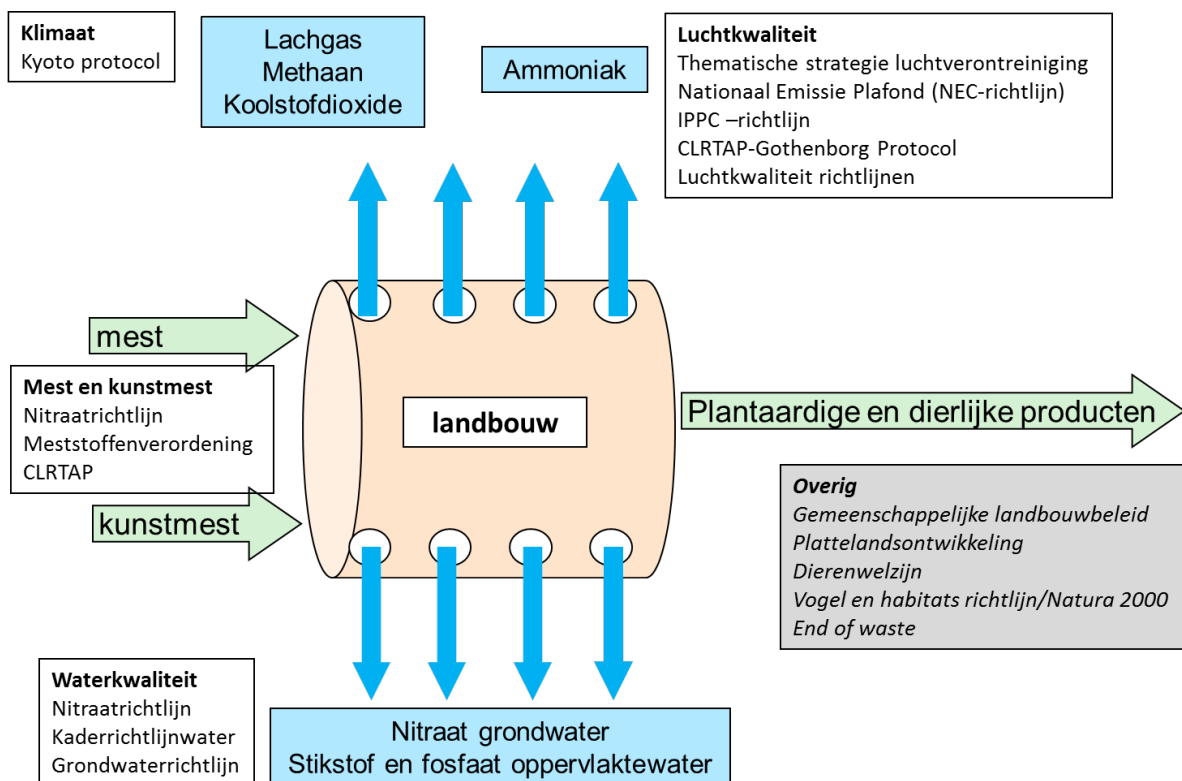 Klimaat
Kyoto protocol
Lachgas
Methaan
Koolstofdioxide
Ammoniak
Luchtkwaliteit
Thematische strategie luchtverontreiniging
Nationaal Emissie Plafond (NEC-richtlijn)
IPPC –richtlijn
CLRTAP-Gothenborg Protocol
Luchtkwaliteit richtlijnen
mest
Mest en kunstmest
Nitraatrichtlijn
Meststoffenverordening
CLRTAP
kunstmest
landbouw
Plantaardige en dierlijke producten
Overig
Gemeenschappelijke landbouwbeleid
Plattelandsontwikkeling
Dierenwelzijn
Vogel en habitats richtlijn/Natura 2000
End of waste
Waterkwaliteit
Nitraatrichtlijn
Kaderrichtlijnwater
Grondwaterrichtlijn
Nitraat grondwater
Stikstof en fosfaat oppervlaktewater